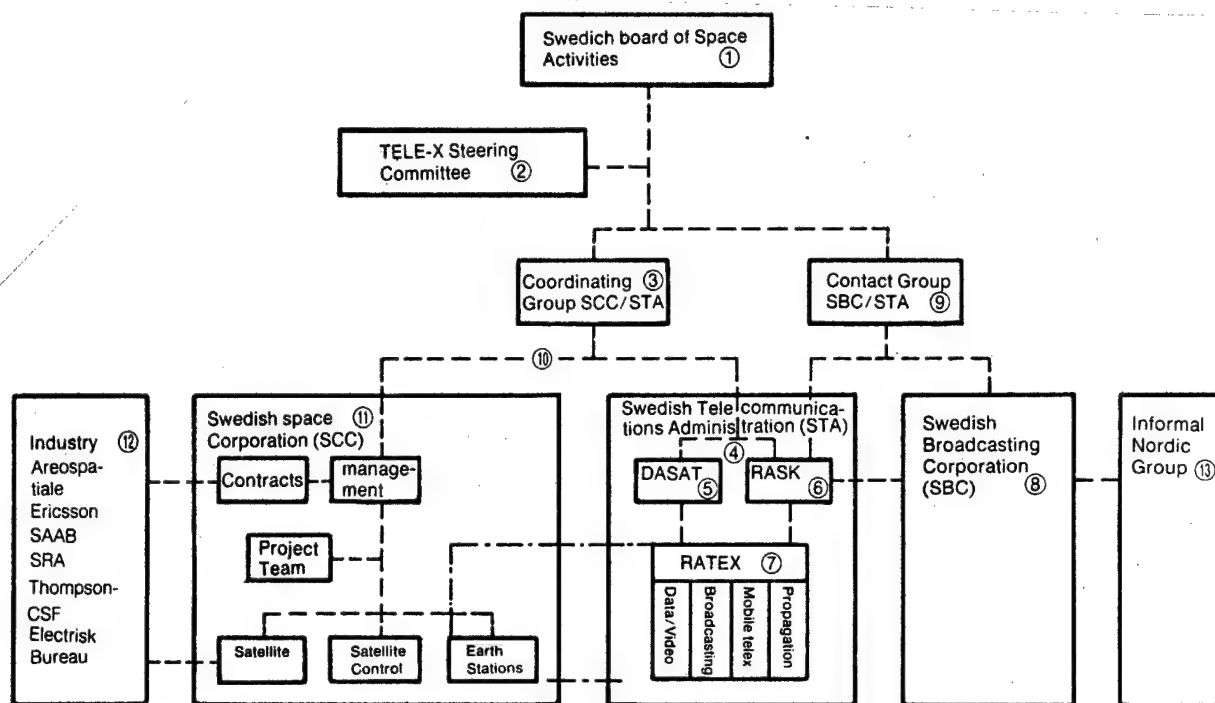 Swedich board of Space
Activities ①
TELE-X Steering
Committee ②
Coordinating ③
Group SCC/STA
Contact Group
SBC/STA ⑨
⑩
Industry ⑫
Areospa-
tiale
Ericsson
SAAB
SRA
Thompson-
CSF
Electrisk
Bureau
Swedish space ⑪
Corporation (SCC)
Contracts
manage-
ment
Project
Team
Satellite
Satellite
Control
Earth
Stations
Swedish Telecommunica-
tions Administration (STA)
④
DASAT ⑤
RASK ⑥
RATEX ⑦
Data/Video
Broadcasting
Mobile telex
Propagation
Swedish
Broadcasting
Corporation
(SBC) ⑧
Informal
Nordic
Group ⑬